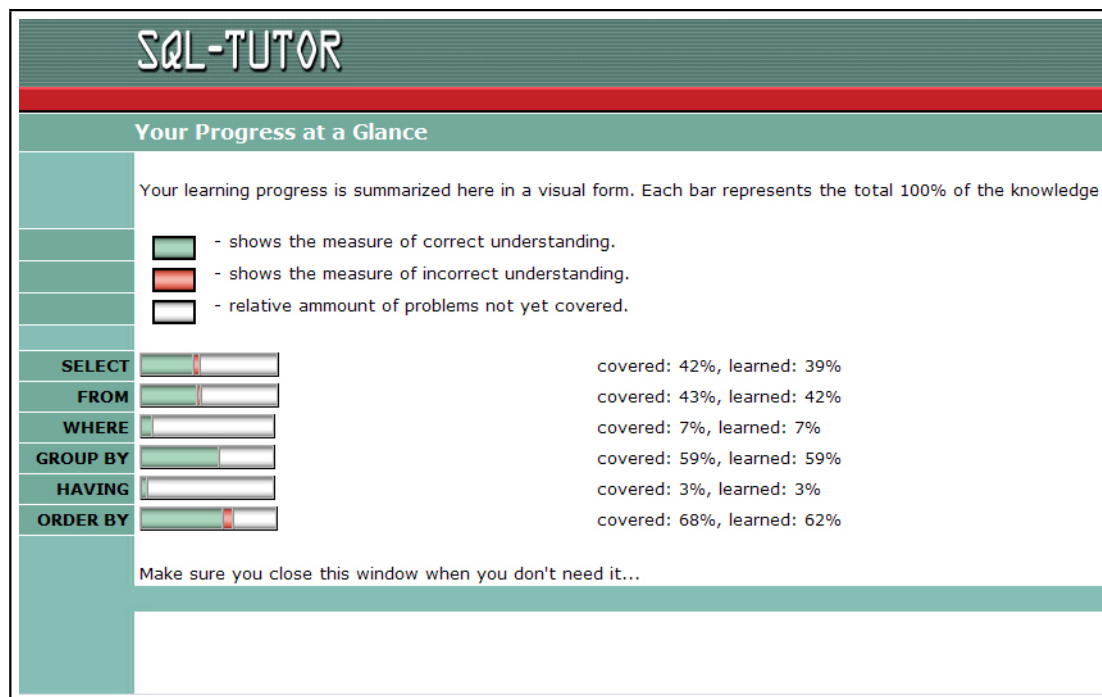 SQL-TUTOR
Your Progress at a Glance
Your learning progress is summarized here in a visual form. Each bar represents the total 100% of the knowledge
- shows the measure of correct understanding.
- shows the measure of incorrect understanding.
- relative ammount of problems not yet covered.
SELECT covered: 42%, learned: 39%
FROM covered: 43%, learned: 42%
WHERE covered: 7%, learned: 7%
GROUP BY covered: 59%, learned: 59%
HAVING covered: 3%, learned: 3%
ORDER BY covered: 68%, learned: 62%
Make sure you close this window when you don't need it...